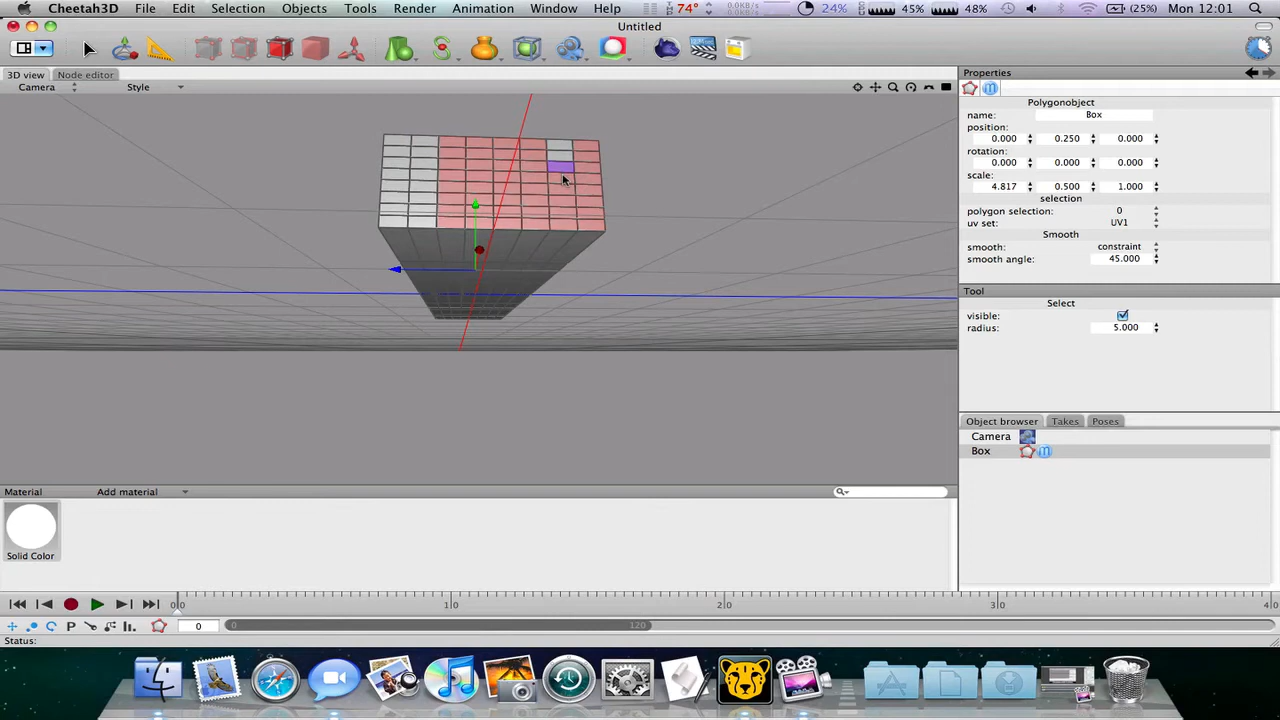 Cheetah3D File Edit Selection Objects Tools Render Animation Window Help 74° 0.0KB/s 24% 45% 48% (25%) Mon 12:01
Untitled
3D view Node editor
Camera Style
Properties
Polygonobject
name: Box
position:
0.000 0.250 0.000
rotation:
0.000 0.000 0.000
scale:
4.817 0.500 1.000
selection
polygon selection: 0
uv set: UV1
Smooth
smooth: constraint
smooth angle: 45.000
Tool
Select
visible:
radius: 5.000
Object browser Takes Poses
Camera
Box
Material Add material
Solid Color
0 120
P 0
Status: